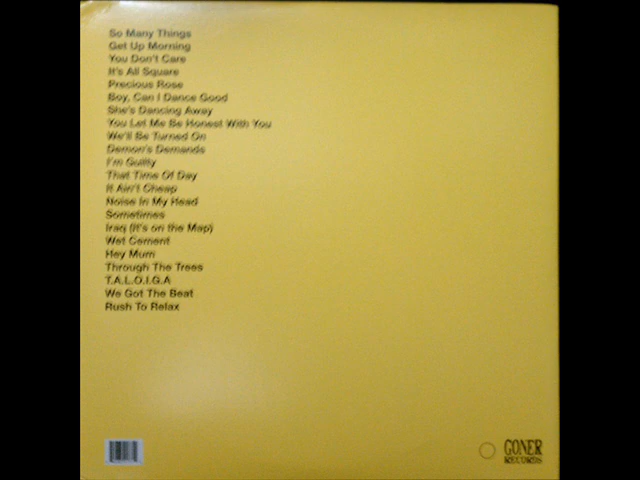 So Many Things
Get Up Morning
You Don't Care
It's All Square
Precious Rose
Boy, Can I Dance Good
She's Dancing Away
You Let Me Be Honest With You
We'll Be Turned On
Demon's Demands
I'm Guilty
That Time Of Day
It Ain't Cheap
Noise In My Head
Sometimes
Iraq (It's on the Map)
Wet Cement
Hey Mum
Through The Trees
T.A.L.O.I.G.A
We Got The Beat
Rush To Relax
GONER
RECORDS